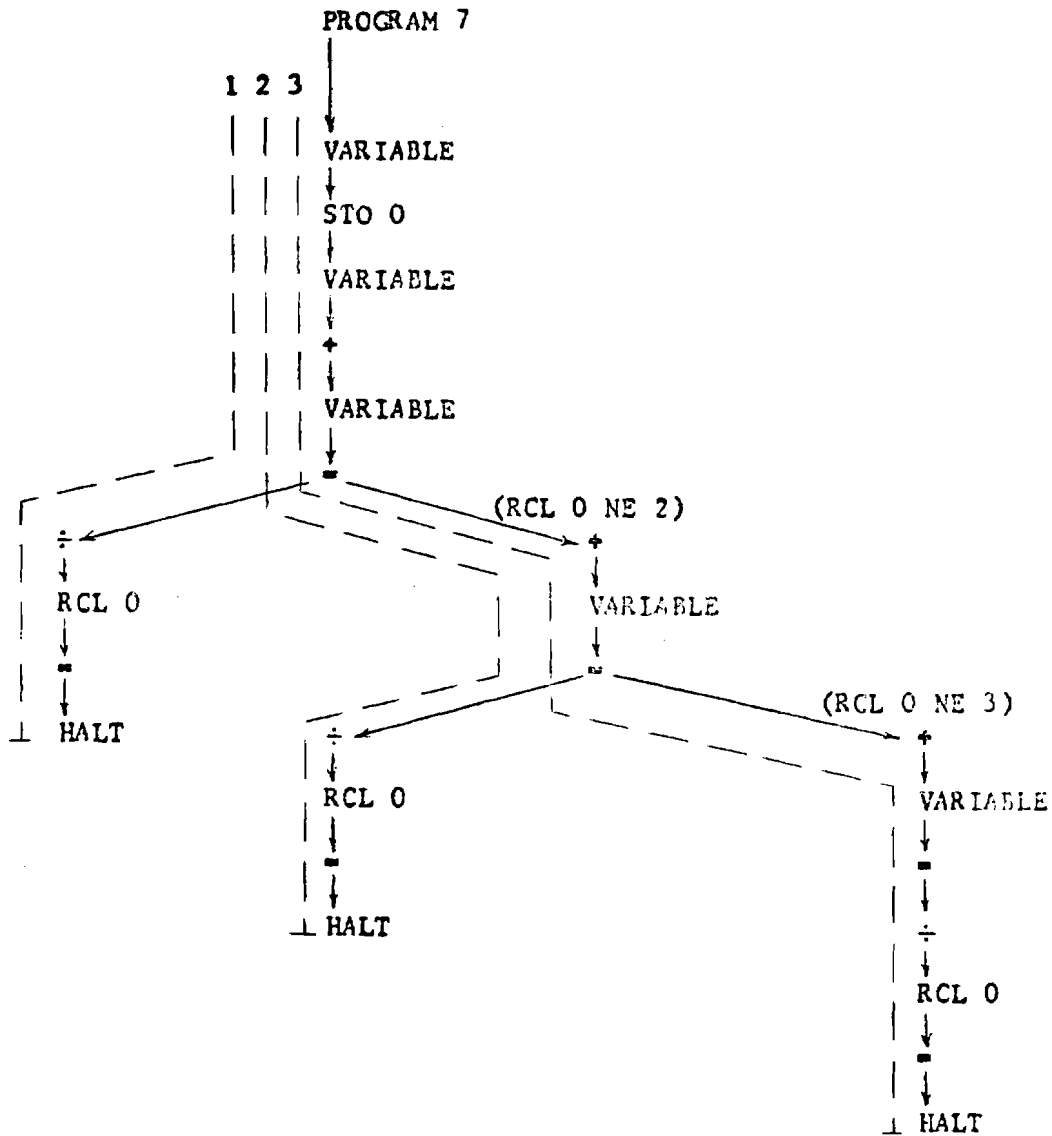 PROGRAM 7
1 2 3
VARIABLE
STO 0
VARIABLE
+
VARIABLE
=
(RCL 0 NE 2)
÷
+
RCL 0
VARIABLE
=
=
(RCL 0 NE 3)
HALT
÷
+
RCL 0
VARIABLE
=
=
HALT
÷
RCL 0
=
HALT